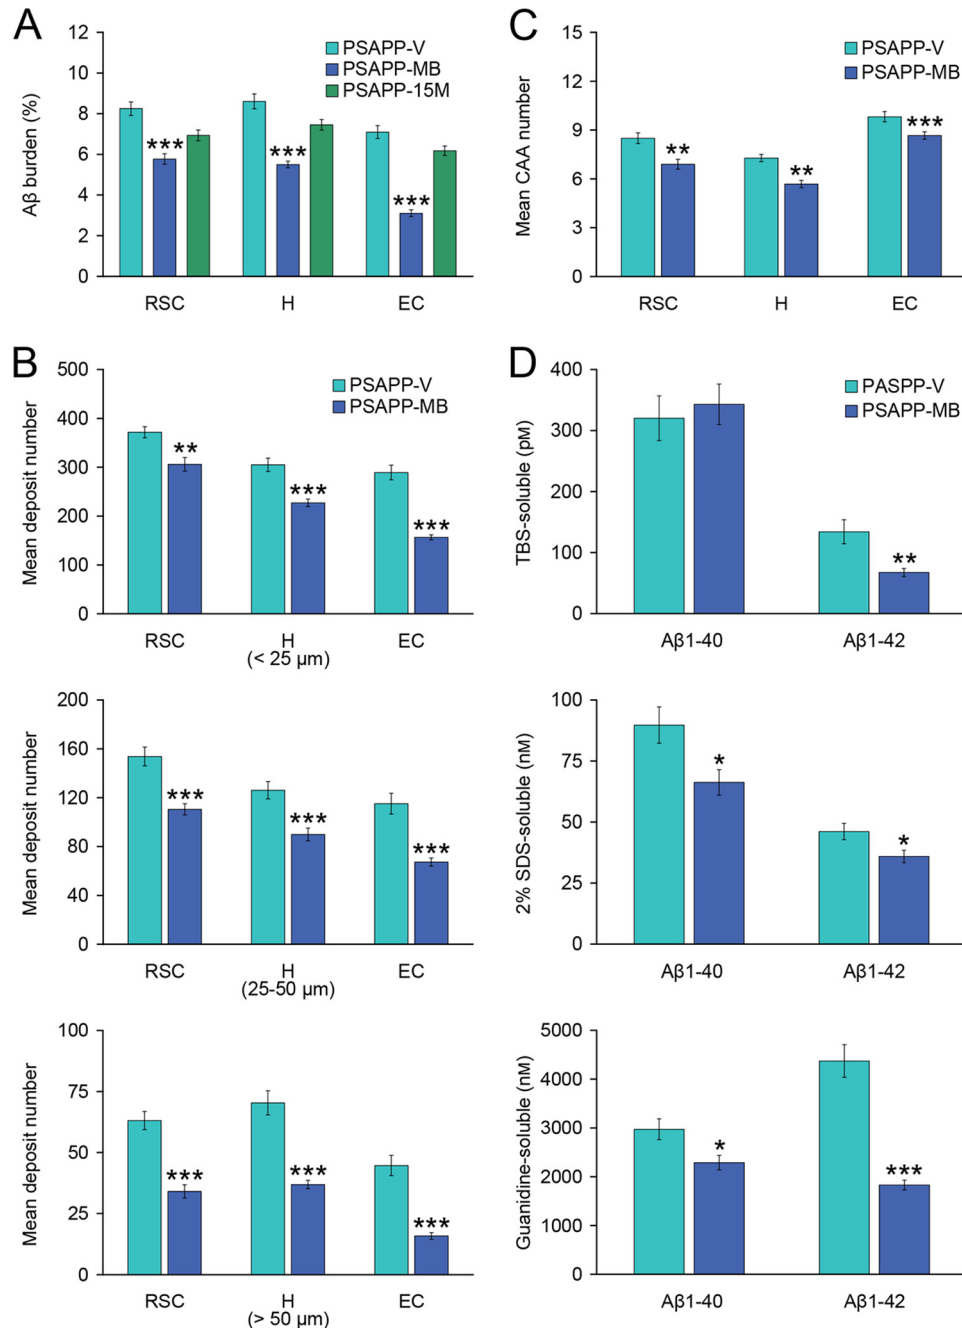 A
Aβ burden (%)
12
10
8
6
4
2
0
PSAPP-V
PSAPP-MB
PSAPP-15M
***
***
***
RSC H EC
C
Mean CAA number
15
12
9
6
3
0
PSAPP-V
PSAPP-MB
**
**
***
RSC H EC
B
Mean deposit number
500
400
300
200
100
0
PSAPP-V
PSAPP-MB
**
***
***
RSC H EC
(< 25 µm)
Mean deposit number
200
160
120
80
40
0
***
***
***
RSC H EC
(25-50 µm)
Mean deposit number
100
75
50
25
0
***
***
***
RSC H EC
(> 50 µm)
D
TBS-soluble (pM)
400
300
200
100
0
PASPP-V
PSAPP-MB
**
Aβ1-40 Aβ1-42
2% SDS-soluble (nM)
100
75
50
25
0
*
*
Aβ1-40 Aβ1-42
Guanidine-soluble (nM)
5000
4000
3000
2000
1000
0
*
***
Aβ1-40 Aβ1-42